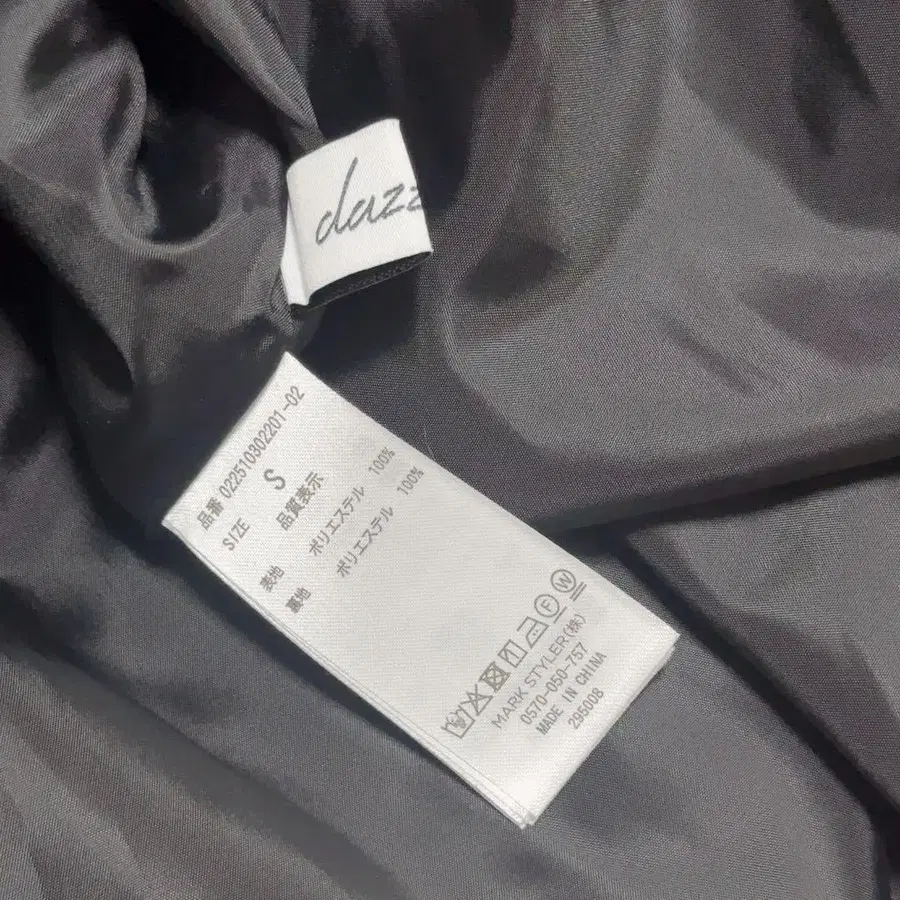 dazz
品番 022510302201-02
SIZE S
品質表示
表地 ポリエステル 100%
裏地 ポリエステル 100%
F W
MARK STYLER(株)
0570-050-757
MADE IN CHINA
295008